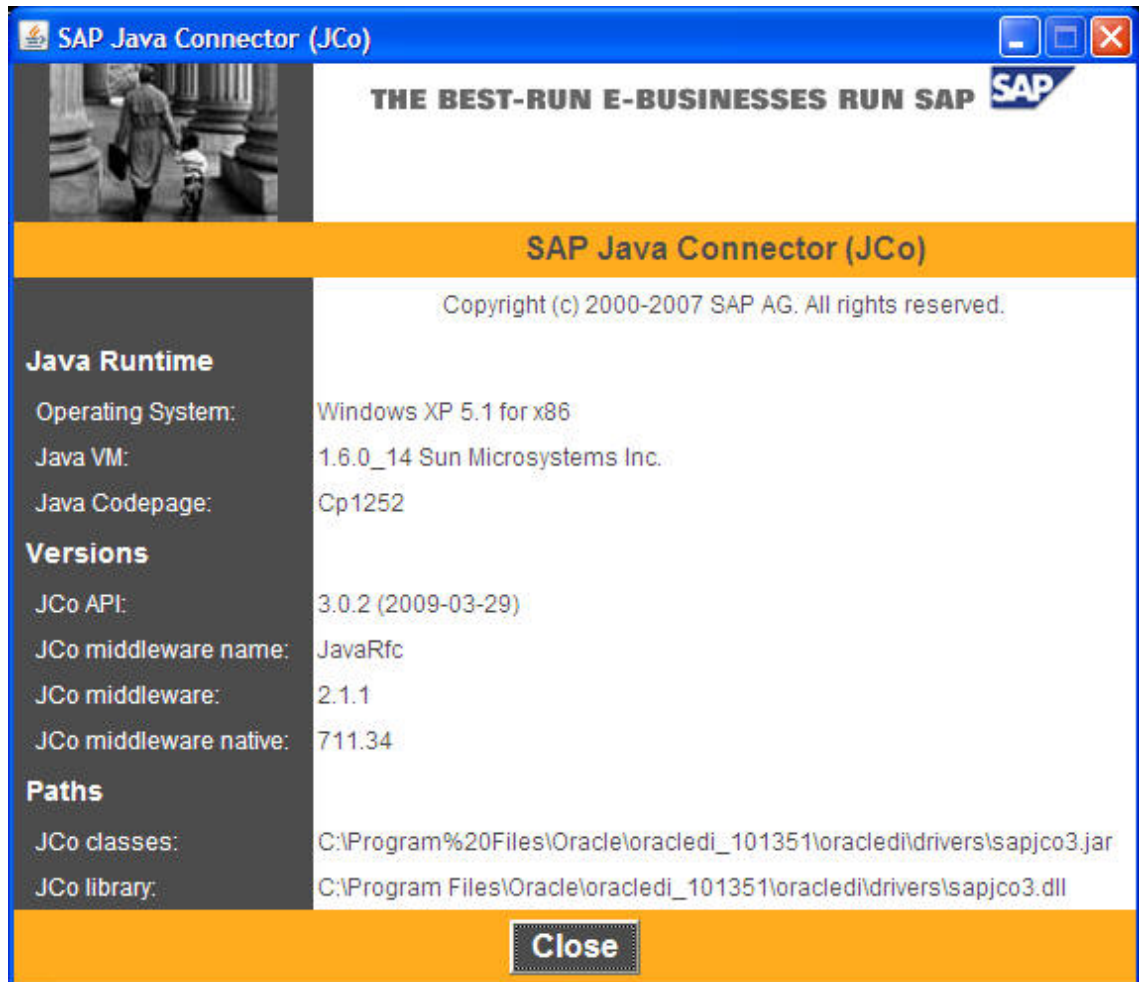 SAP Java Connector (JCo)
THE BEST-RUN E-BUSINESSES RUN SAP SAP
SAP Java Connector (JCo)
Copyright (c) 2000-2007 SAP AG. All rights reserved.
Java Runtime
Operating System: Windows XP 5.1 for x86
Java VM: 1.6.0_14 Sun Microsystems Inc.
Java Codepage: Cp1252
Versions
JCo API: 3.0.2 (2009-03-29)
JCo middleware name: JavaRfc
JCo middleware: 2.1.1
JCo middleware native: 711.34
Paths
JCo classes: C:\Program%20Files\Oracle\oracledi_101351\oracledi\drivers\sapjco3.jar
JCo library: C:\Program Files\Oracle\oracledi_101351\oracledi\drivers\sapjco3.dll
Close